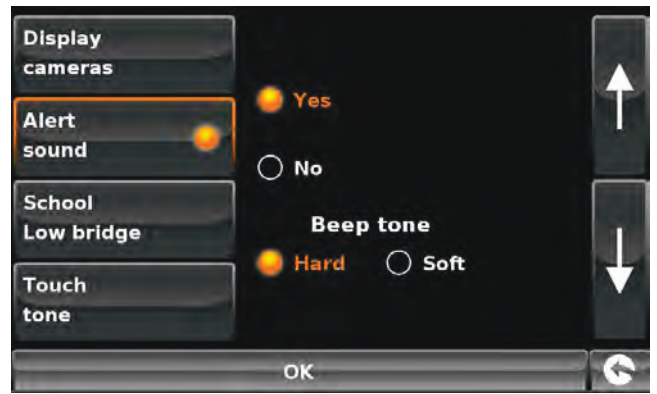 Display
cameras
Alert
sound
School
Low bridge
Touch
tone
Yes
No
Beep tone
Hard Soft
OK